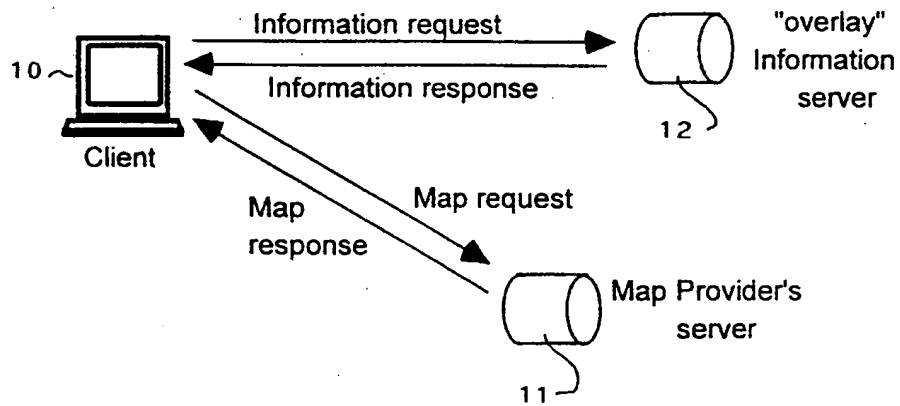 Information request
"overlay"
Information
server
10
Information response
12
Client
Map request
Map
response
Map Provider's
server
11